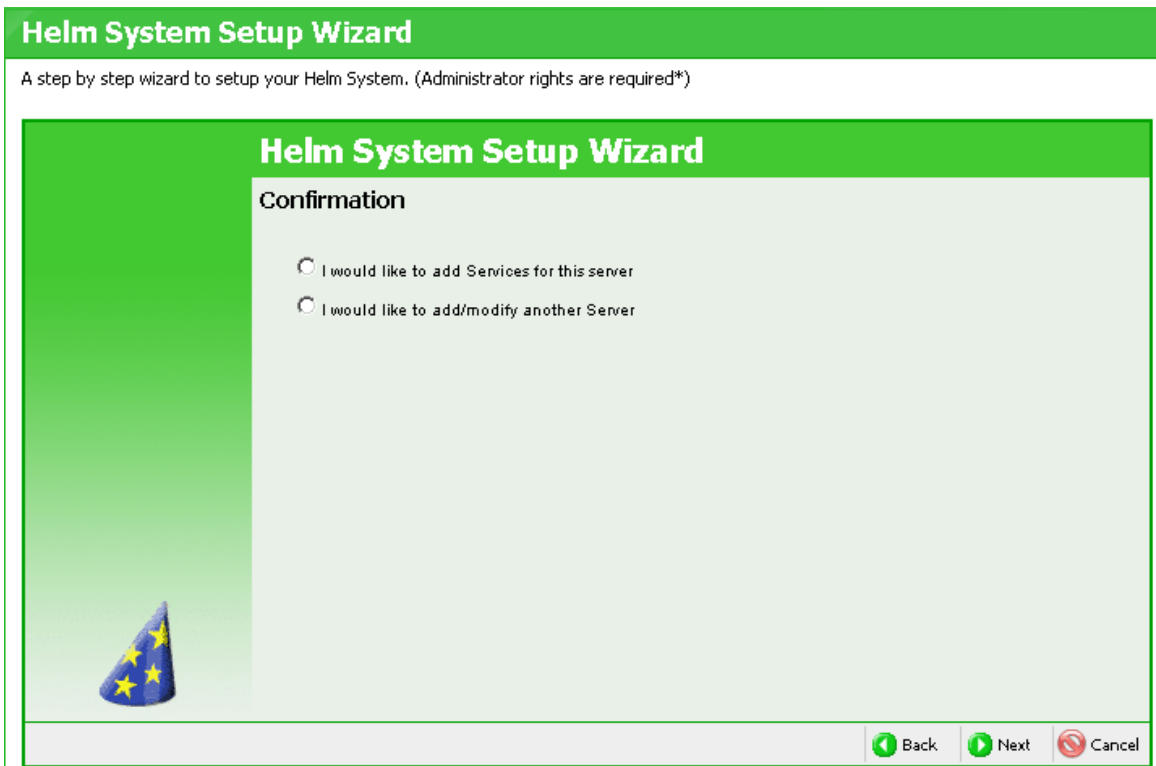 Helm System Setup Wizard
A step by step wizard to setup your Helm System. (Administrator rights are required*)
Helm System Setup Wizard
Confirmation
I would like to add Services for this server
I would like to add/modify another Server
Back Next Cancel